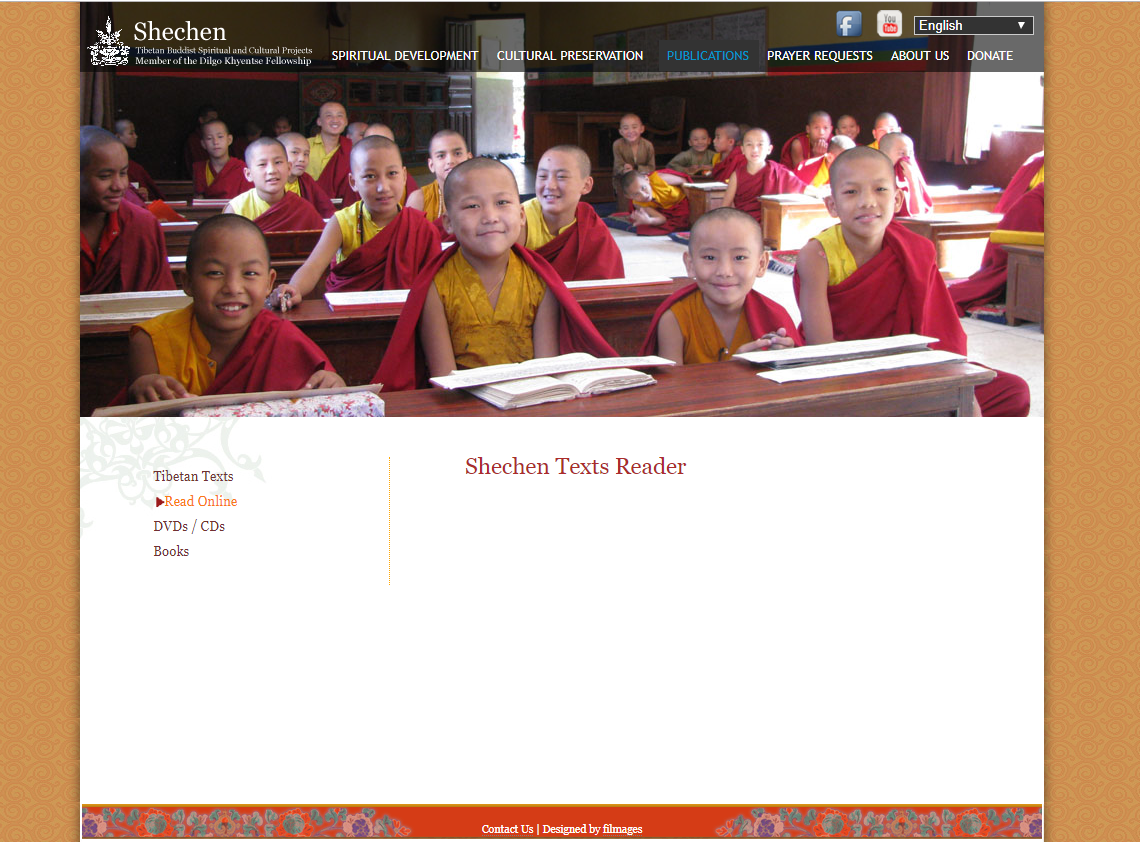 Shechen
Tibetan Buddist Spiritual and Cultural Projects
Member of the Dilgo Khyentse Fellowship
You
Tube
English
SPIRITUAL DEVELOPMENT CULTURAL PRESERVATION PUBLICATIONS PRAYER REQUESTS ABOUT US DONATE
Tibetan Texts
Read Online
DVDs / CDs
Books
Shechen Texts Reader
Contact Us | Designed by filmages